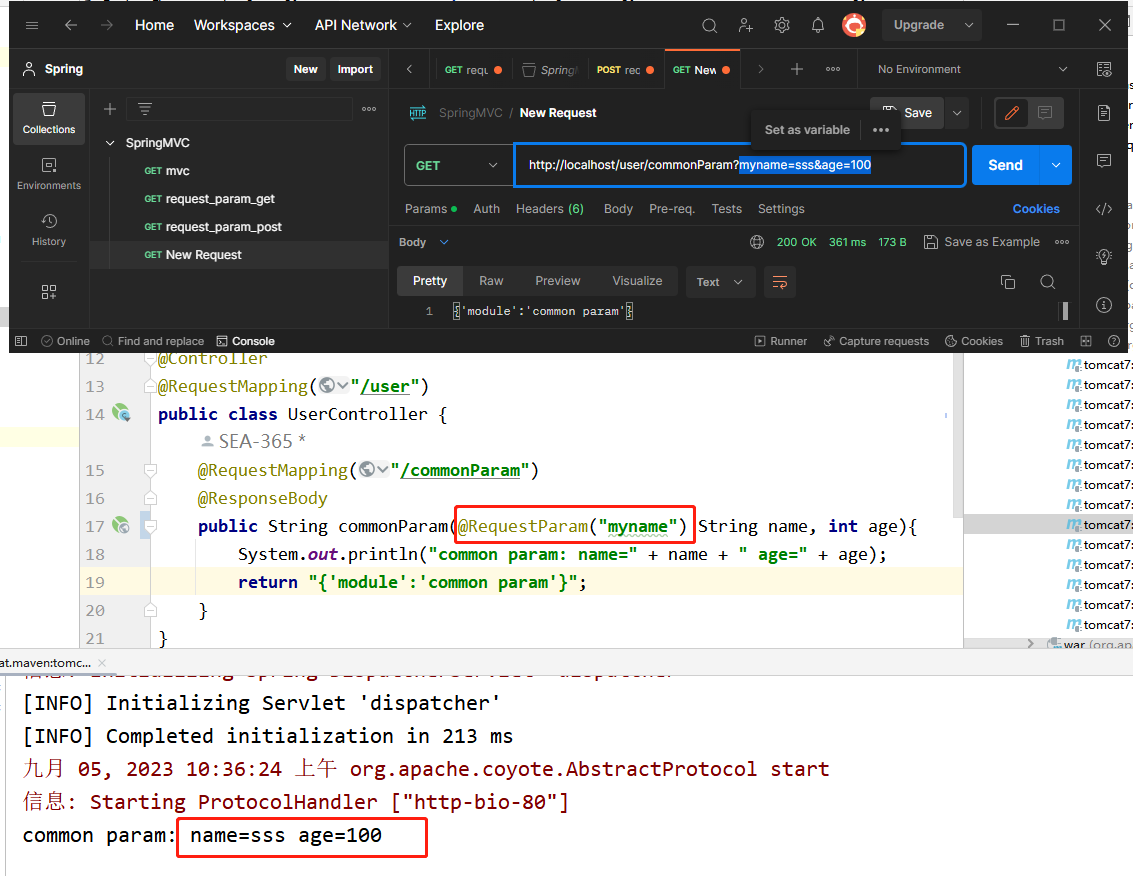 Home Workspaces API Network Explore Upgrade
Spring New Import GET requ Spring POST rec GET New No Environment
Collections
SpringMVC / New Request Save
Set as variable
SpringMVC
GET mvc
GET request_param_get
GET request_param_post
GET New Request
Environments
History
GET http://localhost/user/commonParam?myname=sss&age=100 Send
Params Auth Headers (6) Body Pre-req. Tests Settings Cookies
Body 200 OK 361 ms 173 B Save as Example
Pretty Raw Preview Visualize Text
1 {'module':'common param'}
Online Find and replace Console Runner Capture requests Cookies Trash
12 @Controller
13 @RequestMapping("/user")
14 public class UserController {
SEA-365 *
15 @RequestMapping("/commonParam")
16 @ResponseBody
17 public String commonParam(@RequestParam("myname") String name, int age){
18 System.out.println("common param: name=" + name + " age=" + age);
19 return "{'module':'common param'}";
20 }
21 }
tomcat7:
tomcat7:
tomcat7:
tomcat7:
tomcat7:
tomcat7:
tomcat7:
tomcat7:
tomcat7:
tomcat7:
tomcat7:
tomcat7:
tomcat7:
tomcat7:
war (org.ap
at.maven:tomc...
[INFO] Initializing Servlet 'dispatcher'
[INFO] Completed initialization in 213 ms
九月 05, 2023 10:36:24 上午 org.apache.coyote.AbstractProtocol start
信息: Starting ProtocolHandler ["http-bio-80"]
common param: name=sss age=100